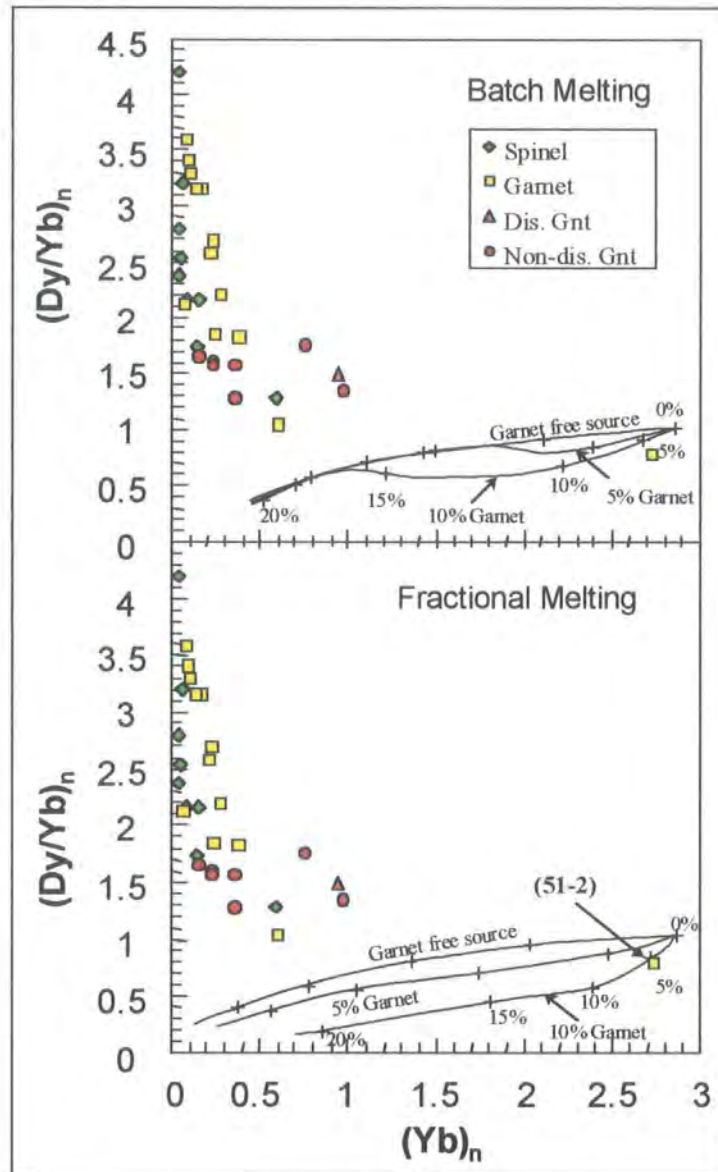 4.5
4
3.5
3
2.5
2
1.5
1
0.5
0
(Dy/Yb)n
Batch Melting
Spinel
Garnet
Dis. Gnt
Non-dis. Gnt
Garnet free source
0%
5%
5% Garnet
10%
10% Garnet
15%
20%
Fractional Melting
4
3.5
3
2.5
2
1.5
1
0.5
0
(Dy/Yb)n
(51-2)
0%
Garnet free source
5%
5% Garnet
10%
10% Garnet
15%
20%
0 0.5 1 1.5 2 2.5 3
(Yb)n